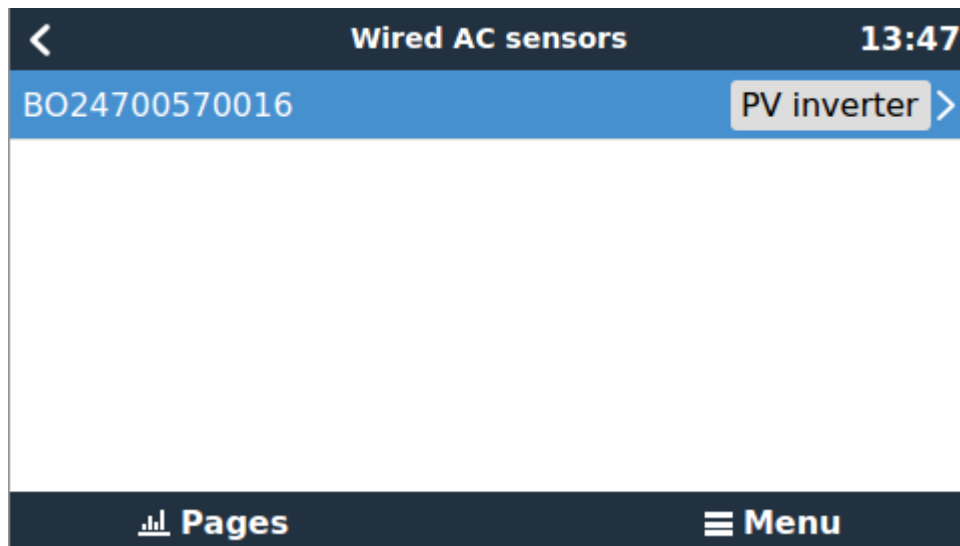 Wired AC sensors 13:47
BO24700570016 PV inverter
Pages Menu